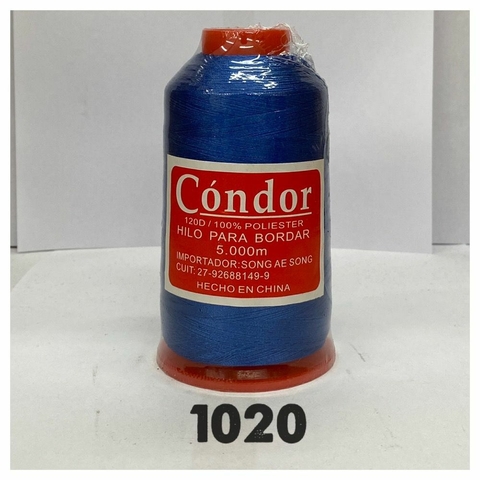 Cóndor
120D / 100% POLIESTER
HILO PARA BORDAR
5.000m
IMPORTADOR:SONG AE SONG
CUIT: 27-92688149-9
HECHO EN CHINA
1020